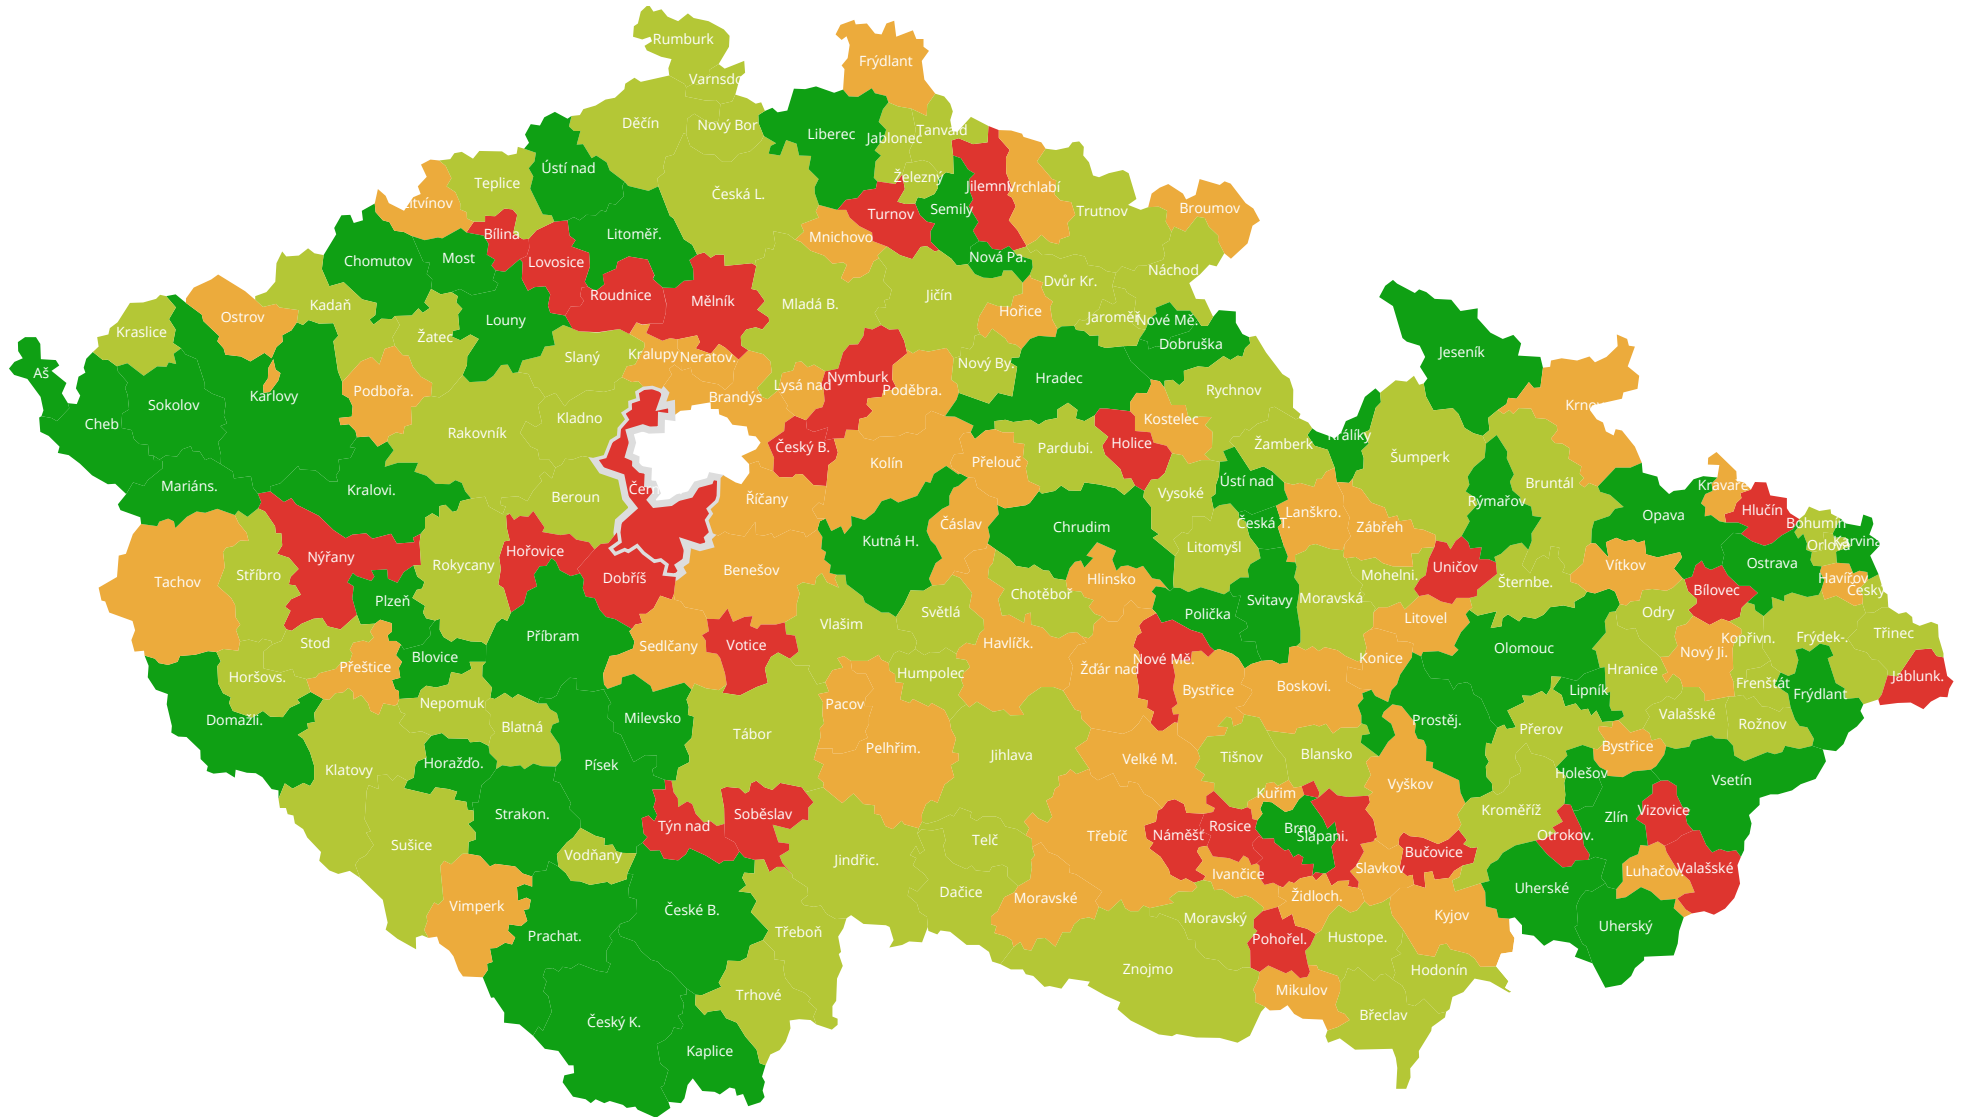 Rumburk
Frýdlant
Varnsdo
Děčín
Nový Bor
Liberec
Jablonec
Tanvald
Ústí nad
Teplice
Železný
Česká L.
Jilemni
Vrchlabí
Litvínov
Semily
Turnov
Trutnov
Broumov
Bílina
Litoměř.
Mnichovo
Chomutov
Most
Lovosice
Nová Pa.
Náchod
Roudnice
Mělník
Mladá B.
Jičín
Dvůr Kr.
Kadaň
Ostrov
Louny
Hořice
Jaroměř
Nové Mě.
Kraslice
Žatec
Dobruška
Jeseník
Slaný
Kralupy
Neratov.
Aš
Nový By.
Hradec
Karlovy
Podbořa.
Lysá nad
Nymburk
Poděbra.
Rychnov
Krnov
Sokolov
Brandýs
Cheb
Kladno
Kostelec
Rakovník
Český B.
Holice
Pardubi.
Žamberk
Králíky
Kolín
Přelouč
Šumperk
Mariáns.
Kralovi.
Čern
Beroun
Říčany
Vysoké
Ústí nad
Bruntál
Rýmařov
Kravaře
Hlučín
Opava
Lanškro.
Čáslav
Chrudim
Česká T.
Zábřeh
Bohumín
Kutná H.
Litomyšl
Orlová
Karviná
Nýřany
Hořovice
Rokycany
Stříbro
Tachov
Dobříš
Benešov
Hlinsko
Mohelni.
Uničov
Šternbe.
Vítkov
Ostrava
Havířov
Český
Bílovec
Plzeň
Chotěboř
Svitavy
Moravská
Polička
Světlá
Vlašim
Litovel
Odry
Příbram
Stod
Sedlčany
Votice
Havlíčk.
Kopřivn.
Frýdek-.
Třinec
Olomouc
Nový Ji.
Blovice
Přeštice
Konice
Nové Mě.
Žďár nad
Humpolec
Horšovs.
Hranice
Jablunk.
Frenštát
Frýdlant
Lipník
Boskovi.
Bystřice
Nepomuk
Pacov
Domažli.
Milevsko
Blatná
Tábor
Prostěj.
Valašské
Rožnov
Přerov
Pelhřim.
Bystřice
Jihlava
Velké M.
Tišnov
Blansko
Klatovy
Horažďo.
Písek
Holešov
Vsetín
Vyškov
Kuřim
Strakon.
Soběslav
Týn nad
Kroměříž
Zlín
Vizovice
Rosice
Brno
Šlapani.
Náměšť
Třebíč
Telč
Otrokov.
Sušice
Vodňany
Jindřic.
Bučovice
Slavkov
Ivančice
Luhačov.
Valašské
Uherské
Dačice
Moravské
Židloch.
Vimperk
České B.
Moravský
Kyjov
Uherský
Třeboň
Prachat.
Pohořel.
Hustope.
Znojmo
Hodonín
Trhové
Mikulov
Břeclav
Český K.
Kaplice